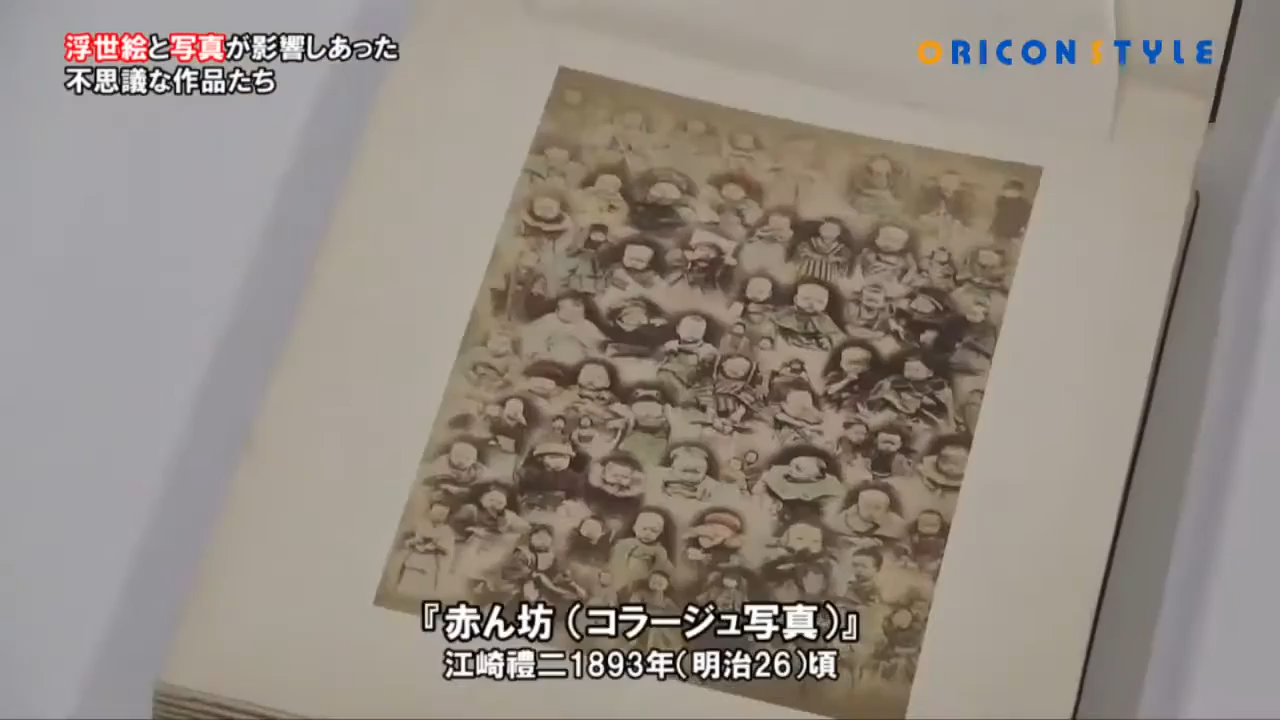 浮世絵と写真が影響しあった
不思議な作品たち
ORICON STYLE
『赤ん坊（コラージュ写真）』
江崎禮二1893年（明治26）頃